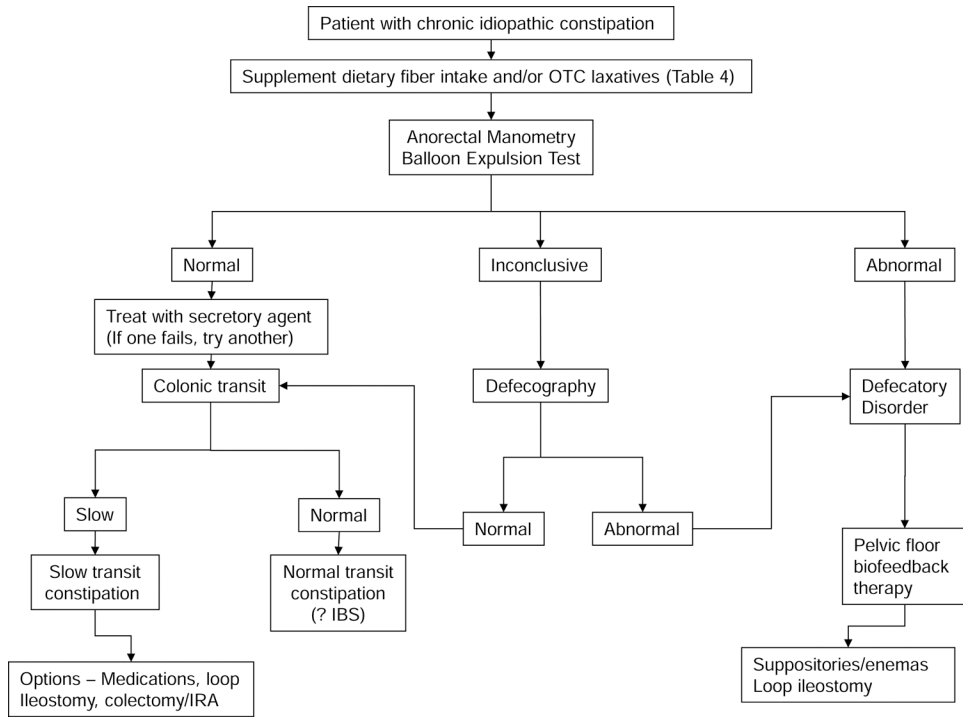 Patient with chronic idiopathic constipation
Supplement dietary fiber intake and/or OTC laxatives (Table 4)
Anorectal Manometry
Balloon Expulsion Test
Normal
Inconclusive
Abnormal
Treat with secretory agent
(If one fails, try another)
Colonic transit
Defecography
Defecatory
Disorder
Slow
Normal
Normal
Abnormal
Slow transit
constipation
Normal transit
constipation
(? IBS)
Pelvic floor
biofeedback
therapy
Options – Medications, loop
Ileostomy, colectomy/IRA
Suppositories/enemas
Loop ileostomy